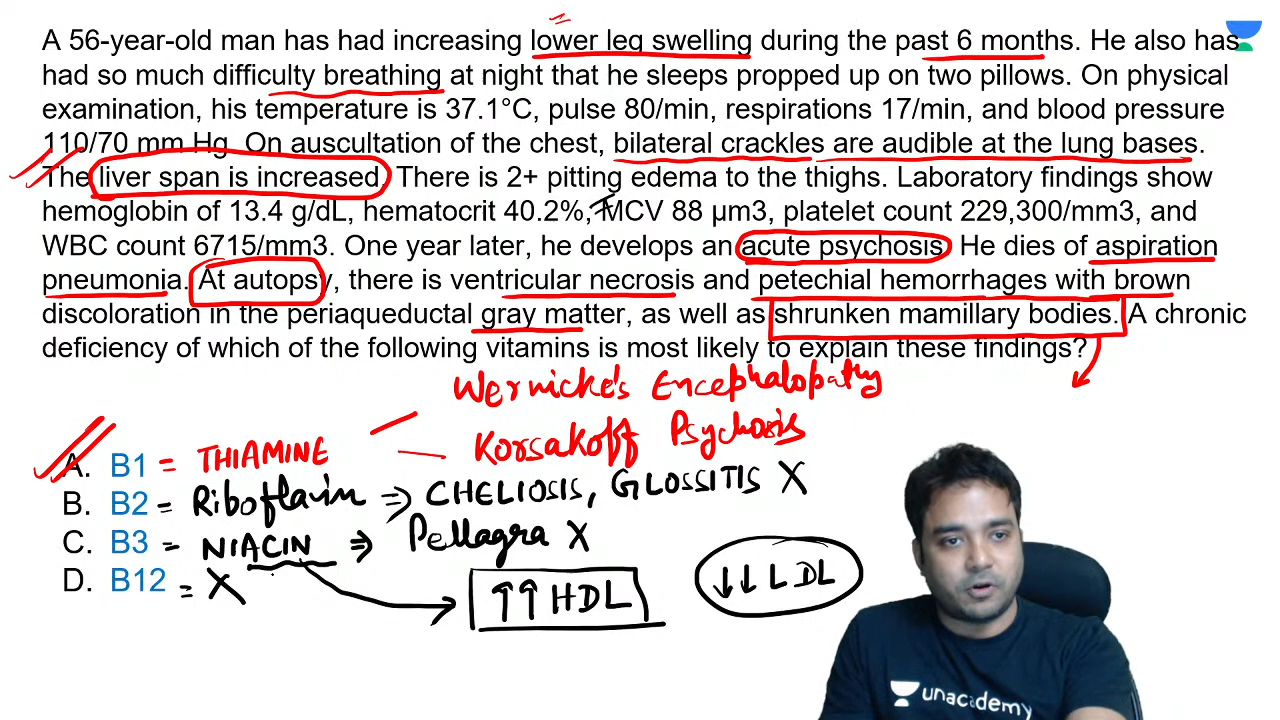 A 56-year-old man has had increasing lower leg swelling during the past 6 months. He also has
had so much difficulty breathing at night that he sleeps propped up on two pillows. On physical
examination, his temperature is 37.1°C, pulse 80/min, respirations 17/min, and blood pressure
110/70 mm Hg. On auscultation of the chest, bilateral crackles are audible at the lung bases.
The liver span is increased. There is 2+ pitting edema to the thighs. Laboratory findings show
hemoglobin of 13.4 g/dL, hematocrit 40.2%, MCV 88 µm3, platelet count 229,300/mm3, and
WBC count 6715/mm3. One year later, he develops an acute psychosis. He dies of aspiration
pneumonia. At autopsy, there is ventricular necrosis and petechial hemorrhages with brown
discoloration in the periaqueductal gray matter, as well as shrunken mamillary bodies. A chronic
deficiency of which of the following vitamins is most likely to explain these findings?
Wernicke's Encephalopathy
Korsakoff Psychosis
A. B1 = THIAMINE
B. B2 = Riboflavin ⇒ CHELIOSIS, GLOSSITIS X
C. B3 = NIACIN ⇒ Pellagra X
D. B12 = X
↑↑ HDL
↓↓ LDL
unacademy